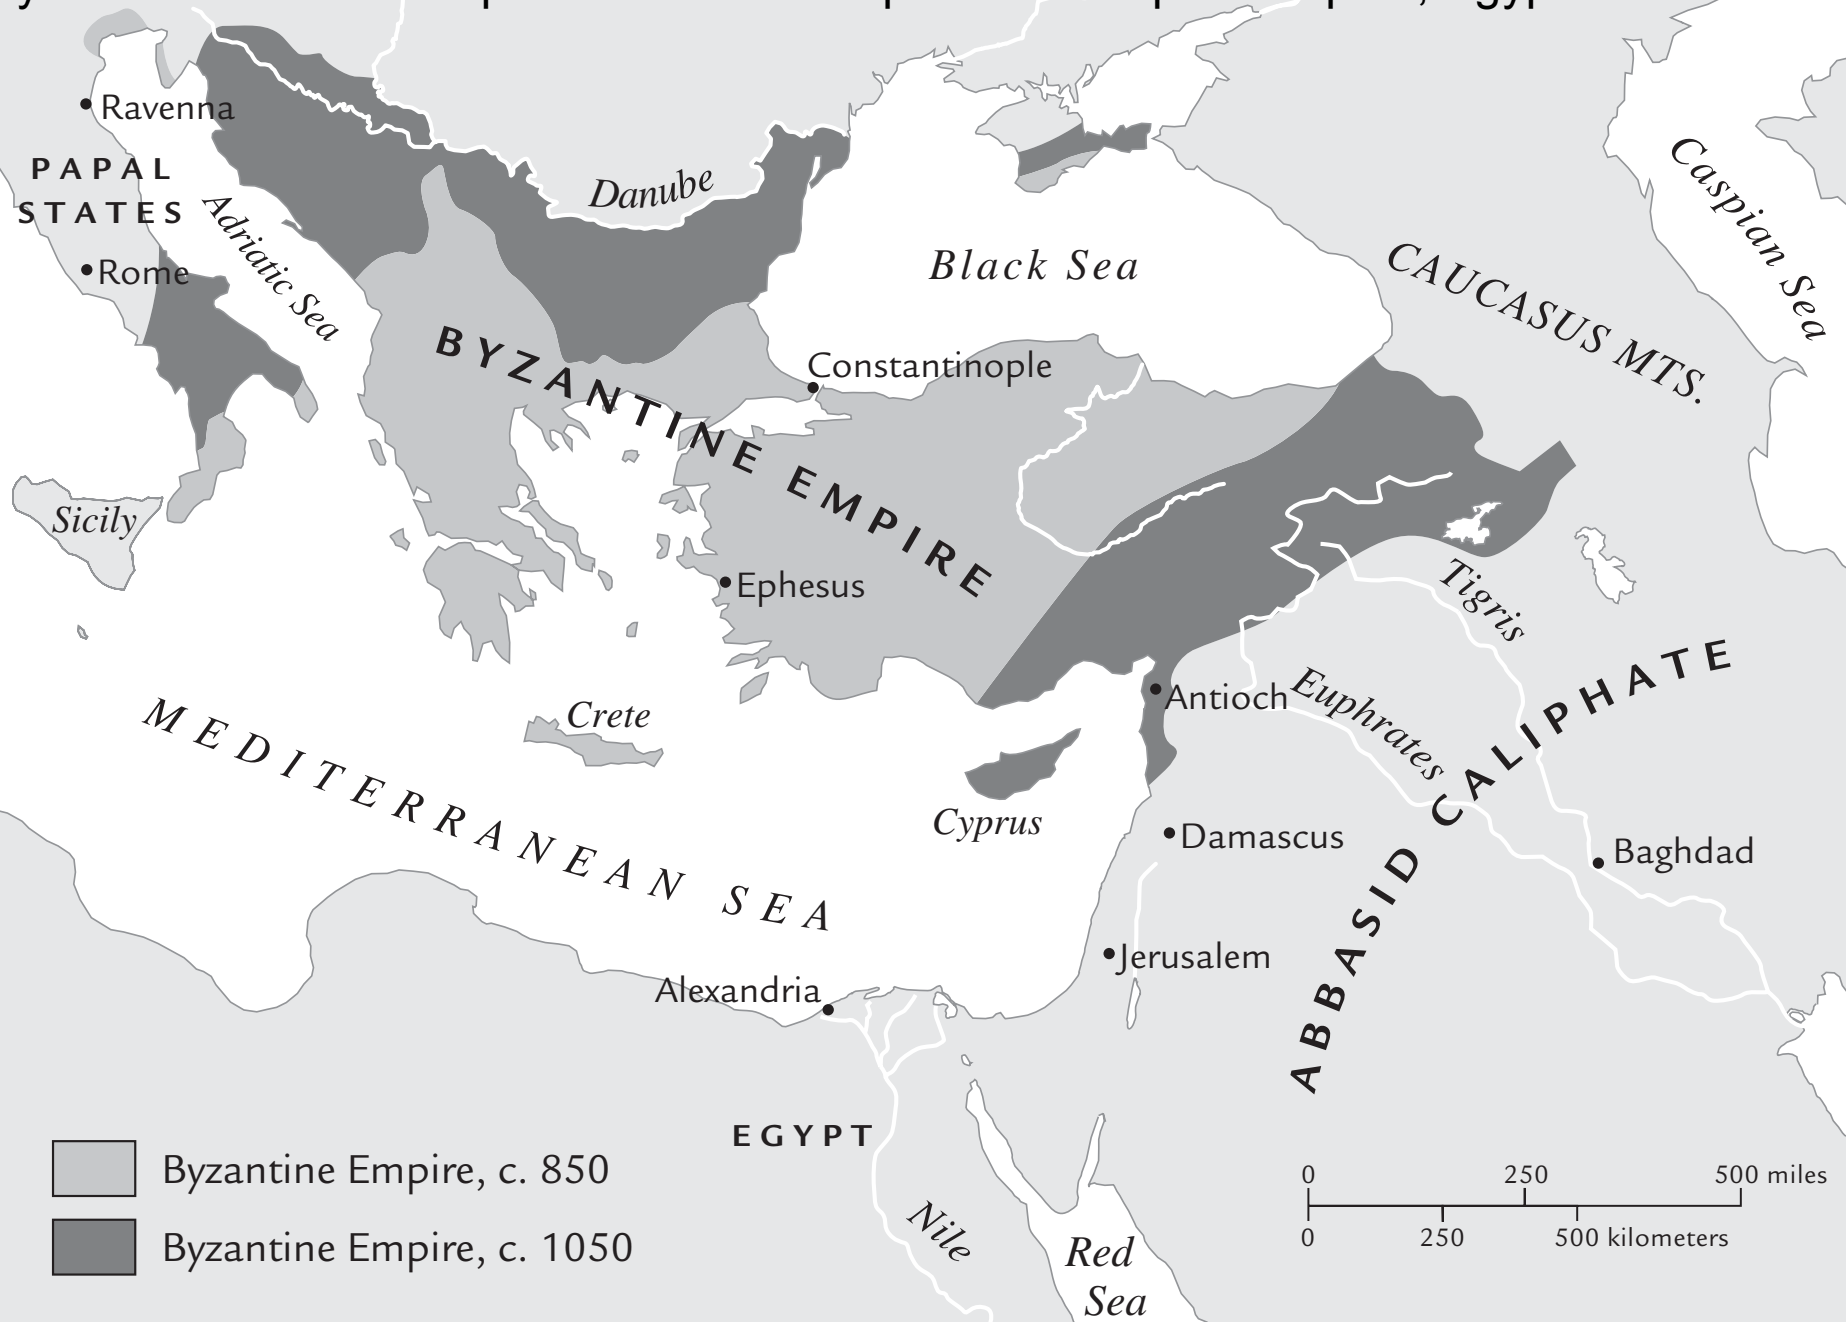 Ravenna
PAPAL
STATES
Rome
Adriatic Sea
Danube
Black Sea
CAUCASUS MTS.
Caspian Sea
Constantinople
BYZANTINE EMPIRE
Sicily
Ephesus
Tigris
Euphrates
Antioch
Crete
MEDITERRANEAN SEA
Cyprus
Damascus
ABBASID CALIPHATE
Baghdad
Jerusalem
Alexandria
EGYPT
Nile
Red
Sea
Byzantine Empire, c. 850
Byzantine Empire, c. 1050
0 250 500 miles
0 250 500 kilometers